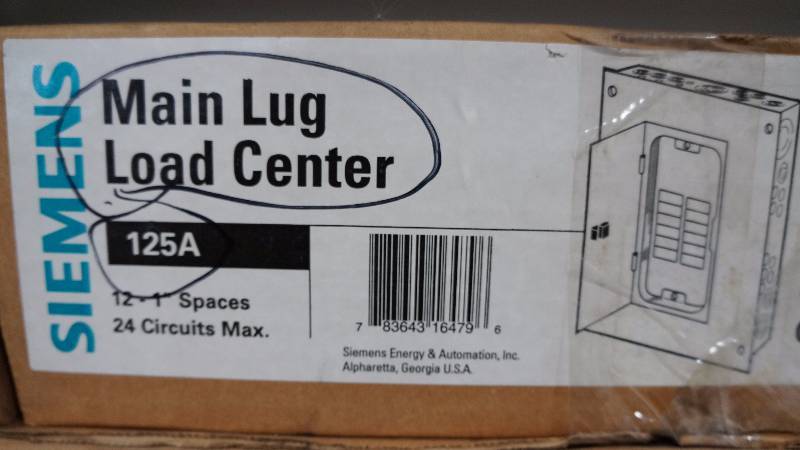 SIEMENS
Main Lug
Load Center
125A
12-1" Spaces
24 Circuits Max.
7 83643 16479 6
Siemens Energy & Automation, Inc.
Alpharetta, Georgia U.S.A.